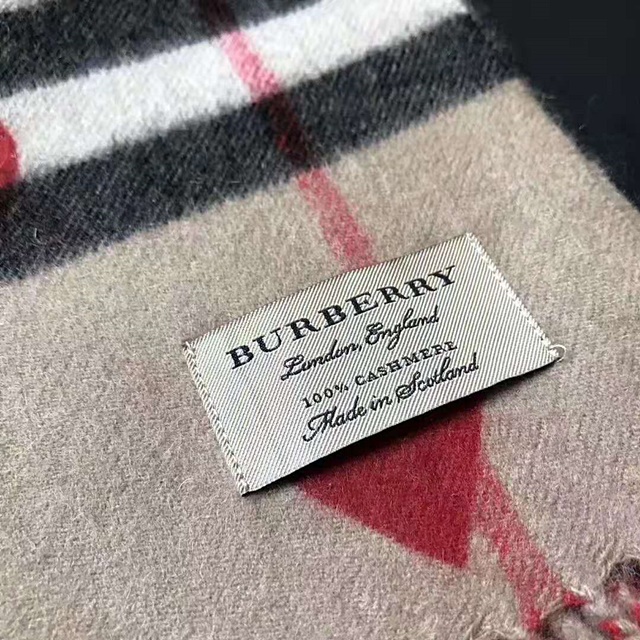 BURBERRY
London, England
100% CASHMERE
Made in Scotland